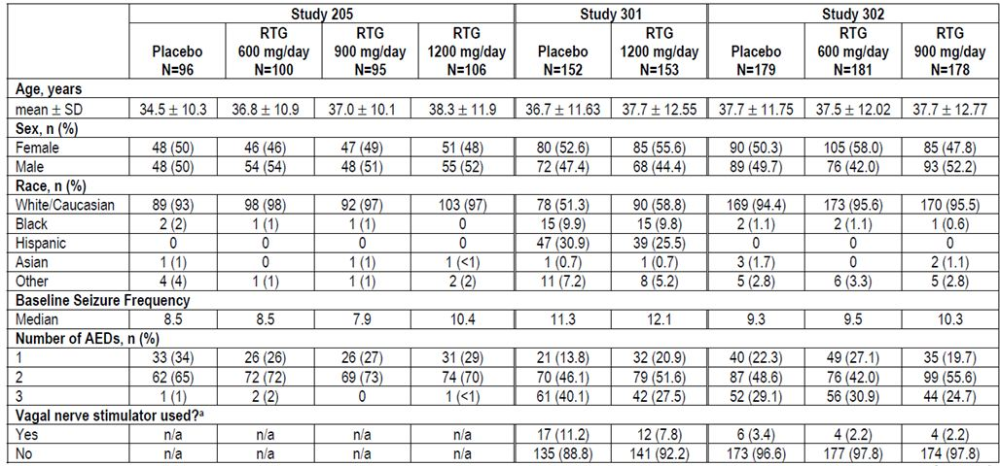 Study 205 Study 301 Study 302
Placebo N=96 RTG 600 mg/day N=100 RTG 900 mg/day N=95 RTG 1200 mg/day N=106 Placebo N=152 RTG 1200 mg/day N=153 Placebo N=179 RTG 600 mg/day N=181 RTG 900 mg/day N=178
Age, years
mean ± SD 34.5 ± 10.3 36.8 ± 10.9 37.0 ± 10.1 38.3 ± 11.9 36.7 ± 11.63 37.7 ± 12.55 37.7 ± 11.75 37.5 ± 12.02 37.7 ± 12.77
Sex, n (%)
Female 48 (50) 46 (46) 47 (49) 51 (48) 80 (52.6) 85 (55.6) 90 (50.3) 105 (58.0) 85 (47.8)
Male 48 (50) 54 (54) 48 (51) 55 (52) 72 (47.4) 68 (44.4) 89 (49.7) 76 (42.0) 93 (52.2)
Race, n (%)
White/Caucasian 89 (93) 98 (98) 92 (97) 103 (97) 78 (51.3) 90 (58.8) 169 (94.4) 173 (95.6) 170 (95.5)
Black 2 (2) 1 (1) 1 (1) 0 15 (9.9) 15 (9.8) 2 (1.1) 2 (1.1) 1 (0.6)
Hispanic 0 0 0 0 47 (30.9) 39 (25.5) 0 0 0
Asian 1 (1) 0 1 (1) 1 (<1) 1 (0.7) 1 (0.7) 3 (1.7) 0 2 (1.1)
Other 4 (4) 1 (1) 1 (1) 2 (2) 11 (7.2) 8 (5.2) 5 (2.8) 6 (3.3) 5 (2.8)
Baseline Seizure Frequency
Median 8.5 8.5 7.9 10.4 11.3 12.1 9.3 9.5 10.3
Number of AEDs, n (%)
1 33 (34) 26 (26) 26 (27) 31 (29) 21 (13.8) 32 (20.9) 40 (22.3) 49 (27.1) 35 (19.7)
2 62 (65) 72 (72) 69 (73) 74 (70) 70 (46.1) 79 (51.6) 87 (48.6) 76 (42.0) 99 (55.6)
3 1 (1) 2 (2) 0 1 (<1) 61 (40.1) 42 (27.5) 52 (29.1) 56 (30.9) 44 (24.7)
Vagal nerve stimulator used?ᵃ
Yes n/a n/a n/a n/a 17 (11.2) 12 (7.8) 6 (3.4) 4 (2.2) 4 (2.2)
No n/a n/a n/a n/a 135 (88.8) 141 (92.2) 173 (96.6) 177 (97.8) 174 (97.8)